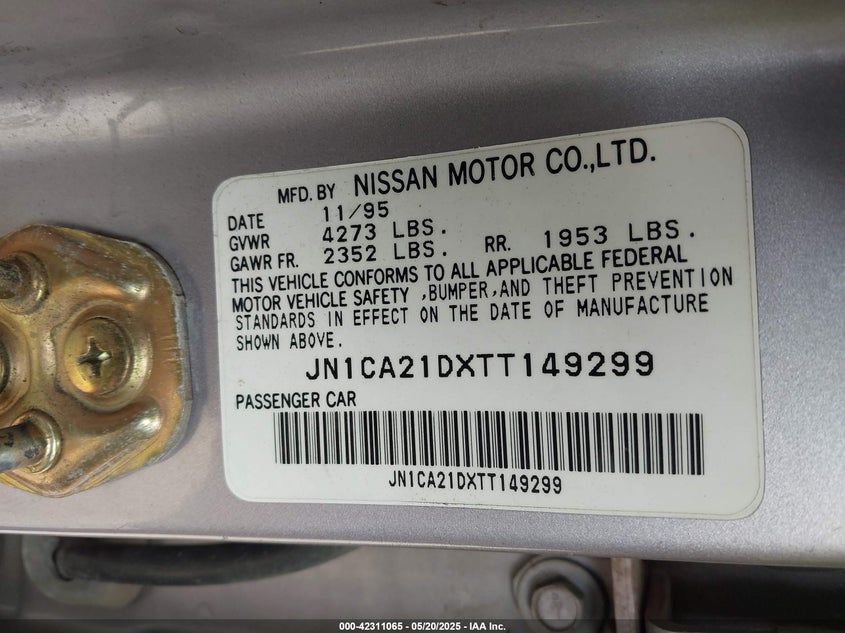 MFD. BY NISSAN MOTOR CO.,LTD.
DATE 11/95
GVWR 4273 LBS.
GAWR FR. 2352 LBS. RR. 1953 LBS.
THIS VEHICLE CONFORMS TO ALL APPLICABLE FEDERAL
MOTOR VEHICLE SAFETY ,BUMPER,AND THEFT PREVENTION
STANDARDS IN EFFECT ON THE DATE OF MANUFACTURE
SHOWN ABOVE.
JN1CA21DXTT149299
PASSENGER CAR
JN1CA21DXTT149299
000-42311065 - 05/20/2025 - IAA Inc.